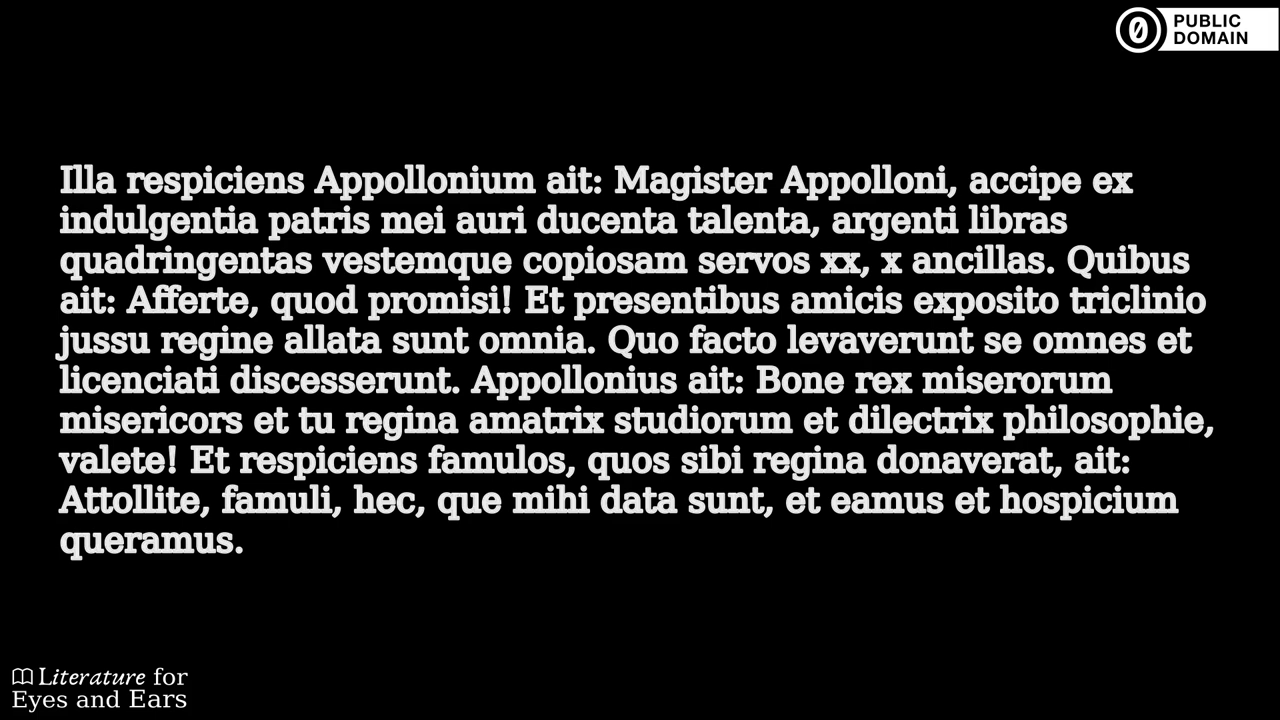 PUBLIC
DOMAIN
Illa respiciens Appollonium ait: Magister Appolloni, accipe ex
indulgentia patris mei auri ducenta talenta, argenti libras
quadringentas vestemque copiosam servos xx, x ancillas. Quibus
ait: Afferte, quod promisi! Et presentibus amicis exposito triclinio
jussu regine allata sunt omnia. Quo facto levaverunt se omnes et
licenciati discesserunt. Appollonius ait: Bone rex miserorum
misericors et tu regina amatrix studiorum et dilectrix philosophie,
valete! Et respiciens famulos, quos sibi regina donaverat, ait:
Attollite, famuli, hec, que mihi data sunt, et eamus et hospicium
queramus.
Literature for
Eyes and Ears